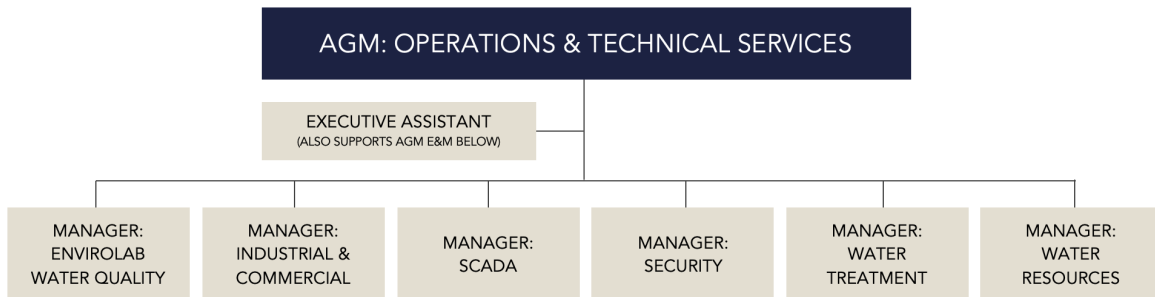 AGM: OPERATIONS & TECHNICAL SERVICES
EXECUTIVE ASSISTANT
(ALSO SUPPORTS AGM E&M BELOW)
MANAGER:
ENVIROLAB
WATER QUALITY
MANAGER:
INDUSTRIAL &
COMMERCIAL
MANAGER:
SCADA
MANAGER:
SECURITY
MANAGER:
WATER
TREATMENT
MANAGER:
WATER
RESOURCES